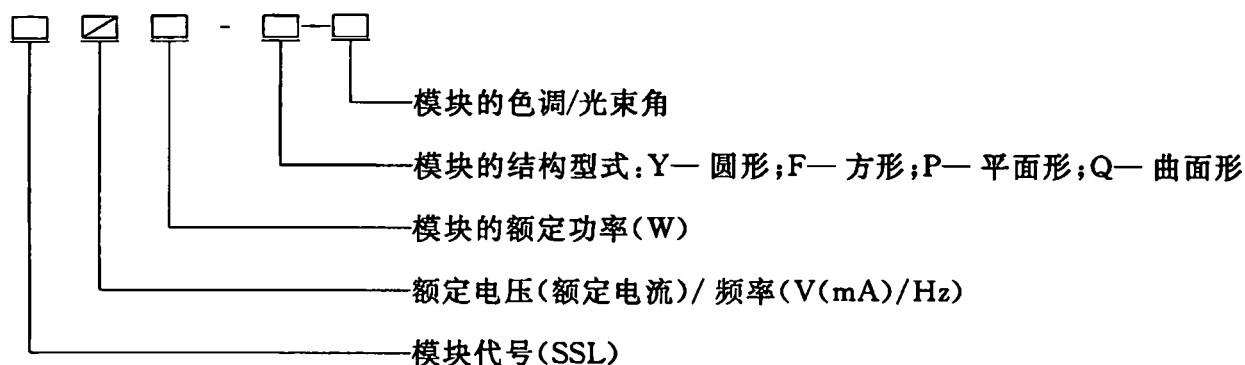 模块的色调/光束角
模块的结构型式:Y—圆形;F—方形;P—平面形;Q—曲面形
模块的额定功率(W)
额定电压(额定电流)/频率(V(mA)/Hz)
模块代号(SSL)